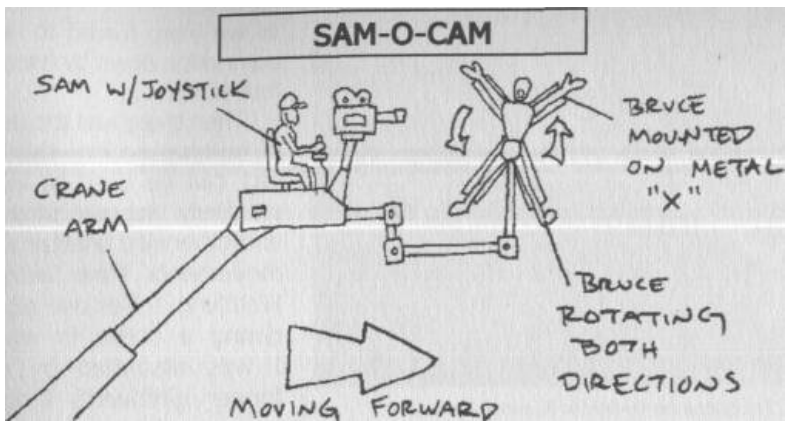 SAM-O-CAM
SAM W/JOYSTICK
CRANE
ARM
BRUCE
MOUNTED
ON METAL
"X"
BRUCE
ROTATING
BOTH
DIRECTIONS
MOVING FORWARD